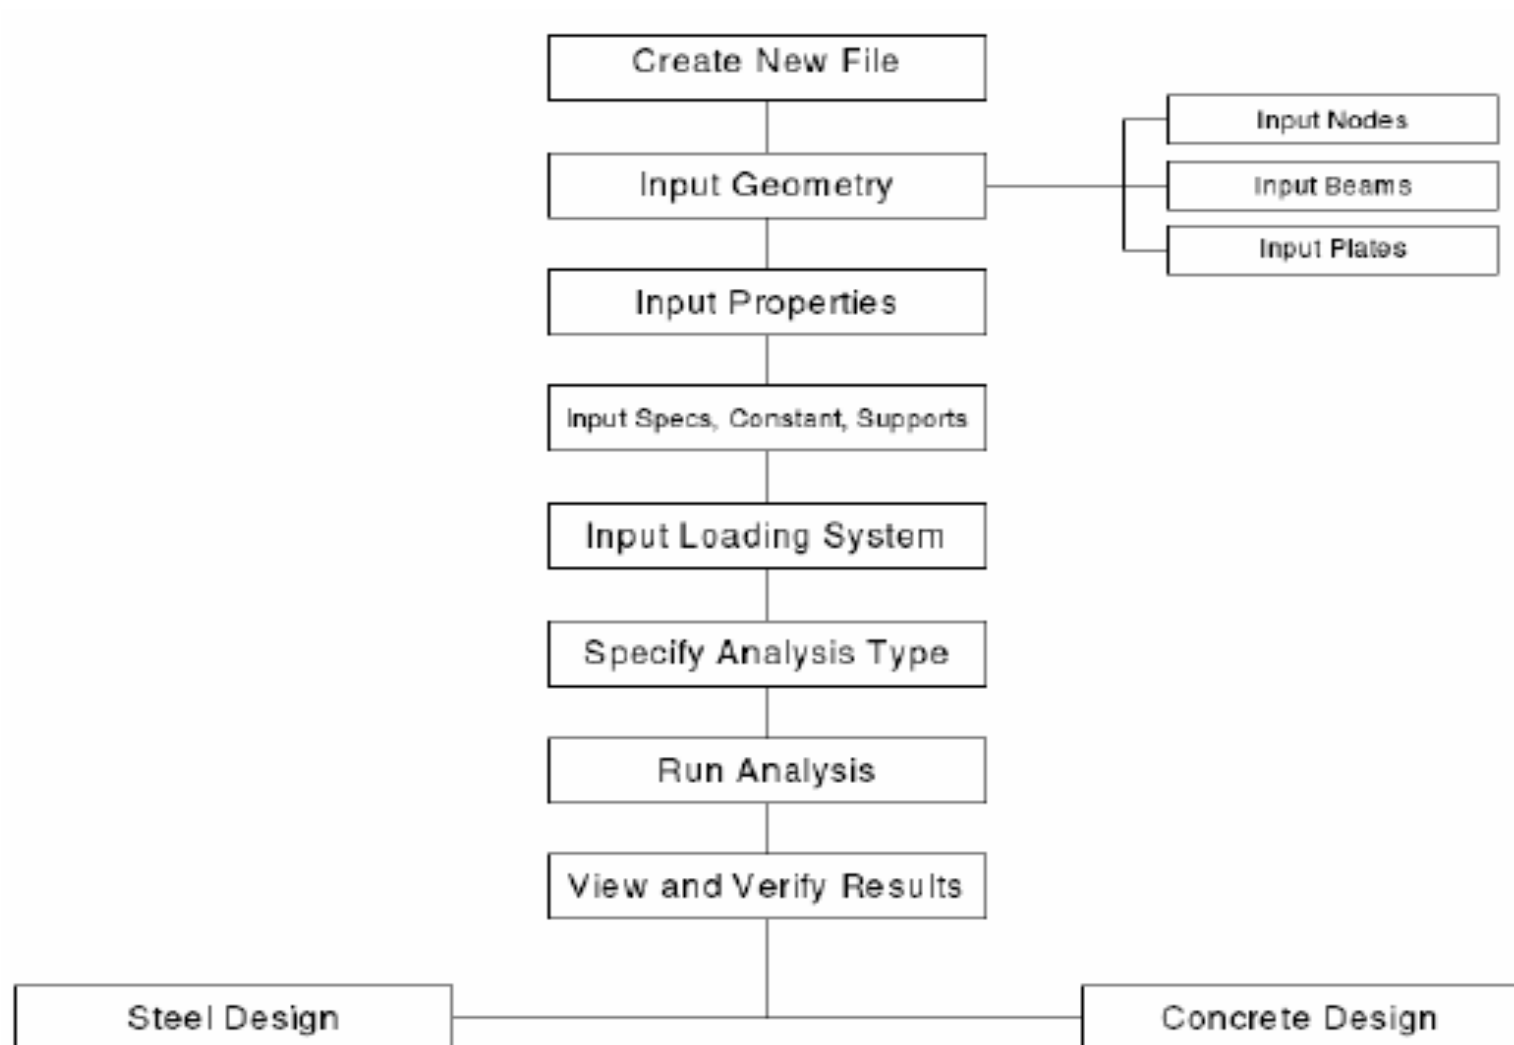 Create New File
Input Geometry
Input Nodes
Input Beams
Input Plates
Input Properties
Input Specs, Constant, Supports
Input Loading System
Specify Analysis Type
Run Analysis
View and Verify Results
Steel Design
Concrete Design